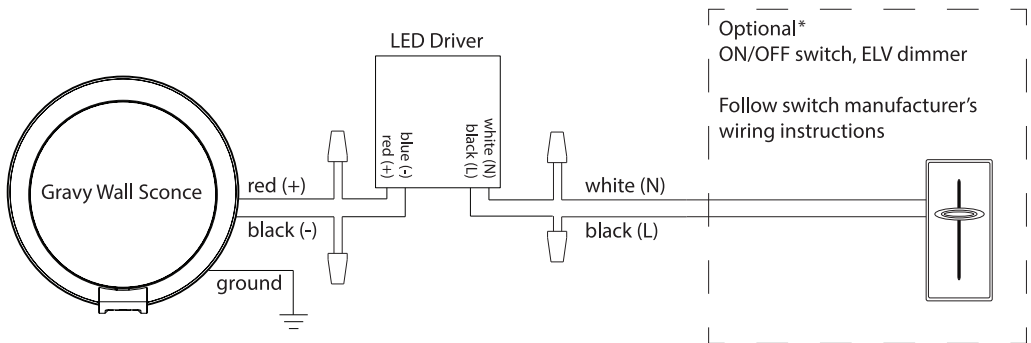 LED Driver
Optional*
ON/OFF switch, ELV dimmer
Follow switch manufacturer's
wiring instructions
red (+)
blue (-)
black (L)
white (N)
Gravy Wall Sconce
red (+)
black (-)
ground
white (N)
black (L)